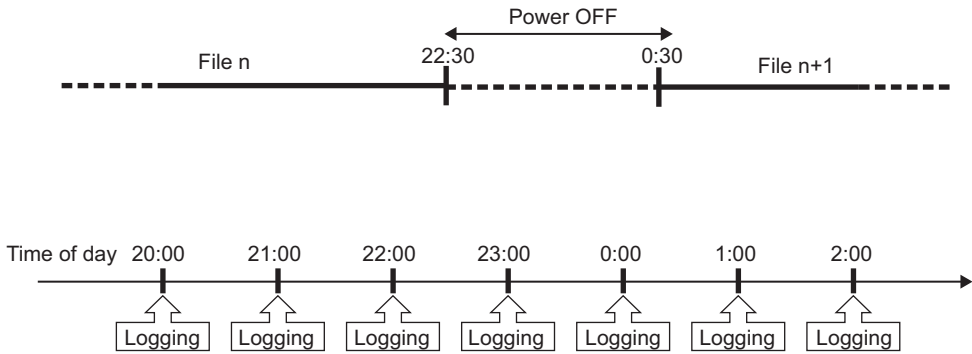 Power OFF
22:30 0:30
File n File n+1
Time of day 20:00 21:00 22:00 23:00 0:00 1:00 2:00
Logging Logging Logging Logging Logging Logging Logging